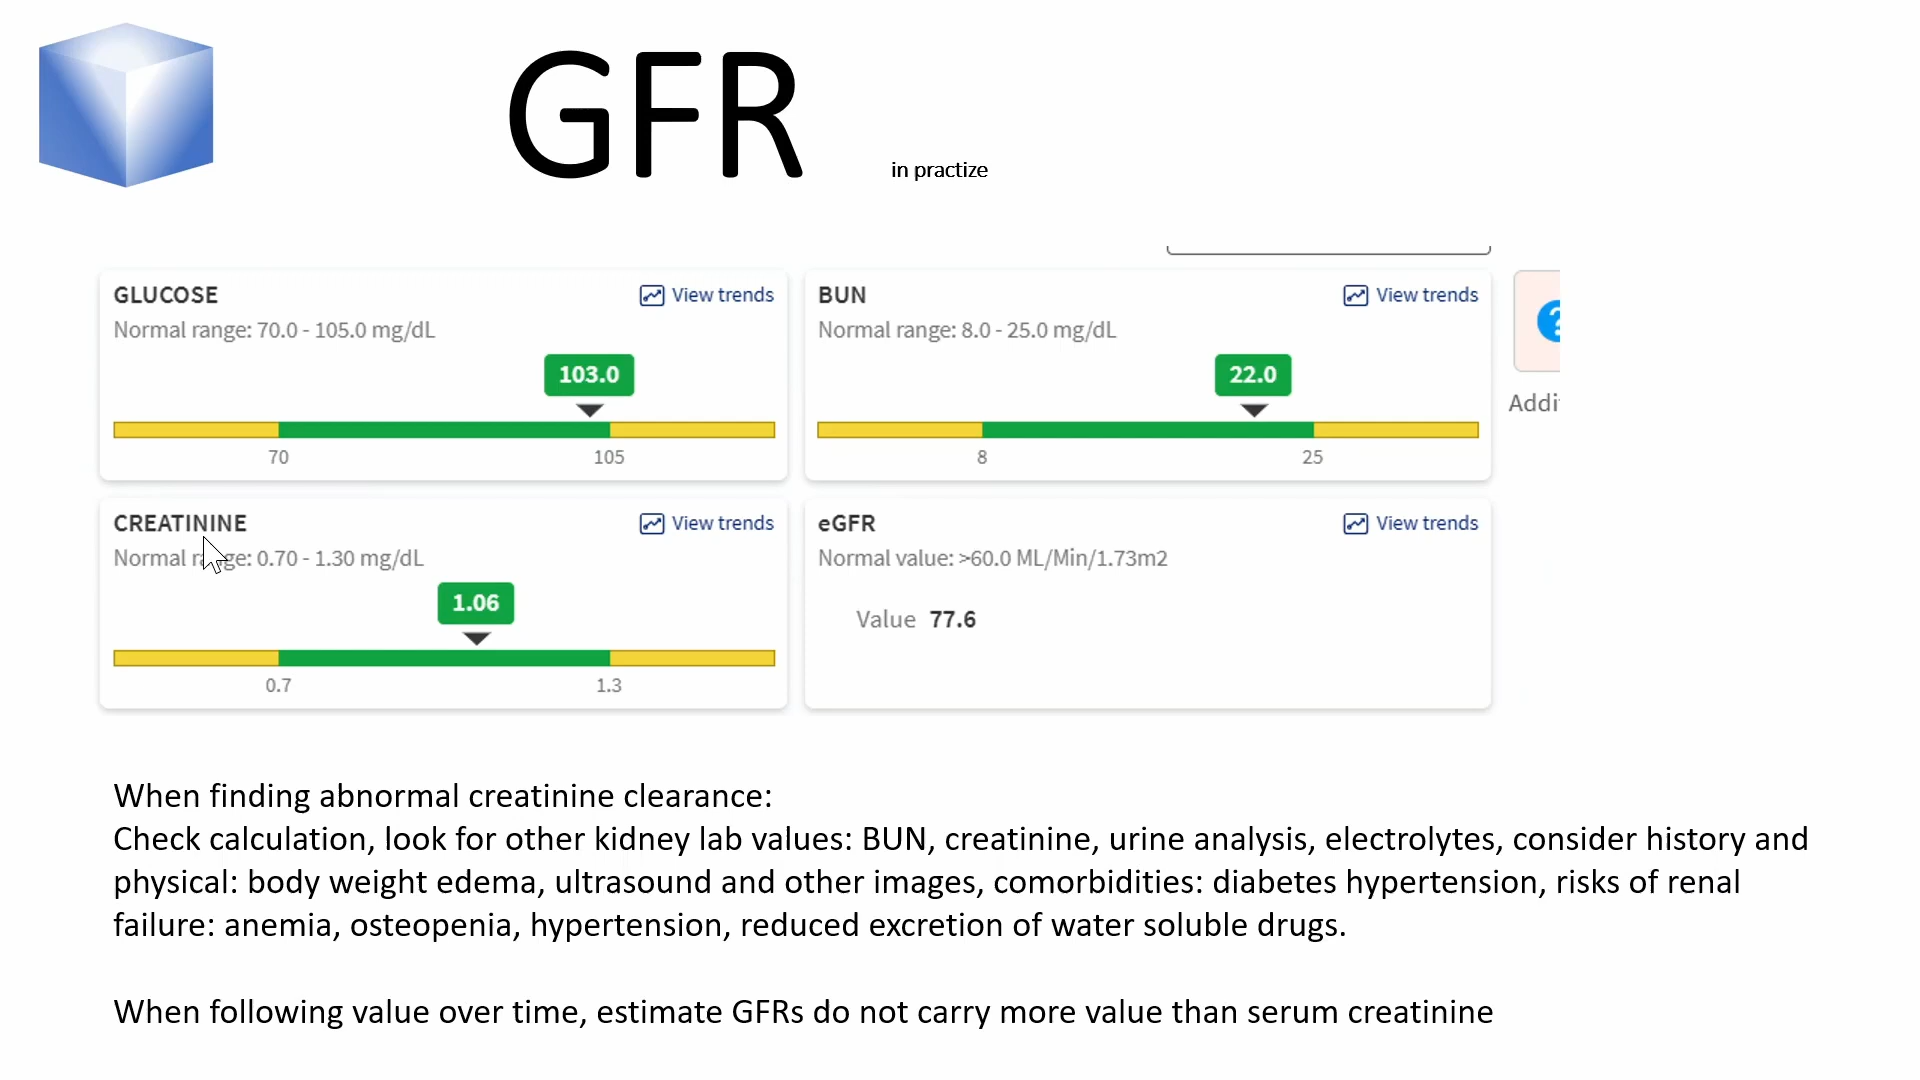 GFR
in practize
GLUCOSE
View trends
Normal range: 70.0 - 105.0 mg/dL
103.0
70
105
BUN
View trends
Normal range: 8.0 - 25.0 mg/dL
22.0
8
25
?
Addi
CREATININE
View trends
Normal range: 0.70 - 1.30 mg/dL
1.06
0.7
1.3
eGFR
View trends
Normal value: >60.0 ML/Min/1.73m2
Value 77.6
When finding abnormal creatinine clearance:
Check calculation, look for other kidney lab values: BUN, creatinine, urine analysis, electrolytes, consider history and
physical: body weight edema, ultrasound and other images, comorbidities: diabetes hypertension, risks of renal
failure: anemia, osteopenia, hypertension, reduced excretion of water soluble drugs.
When following value over time, estimate GFRs do not carry more value than serum creatinine